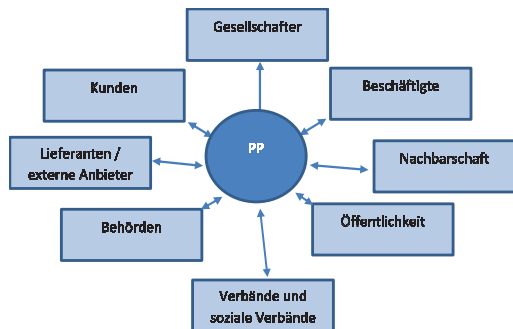 Gesellschafter
Kunden
Beschäftigte
PP
Lieferanten /
externe Anbieter
Nachbarschaft
Behörden
Öffentlichkeit
Verbände und
soziale Verbände